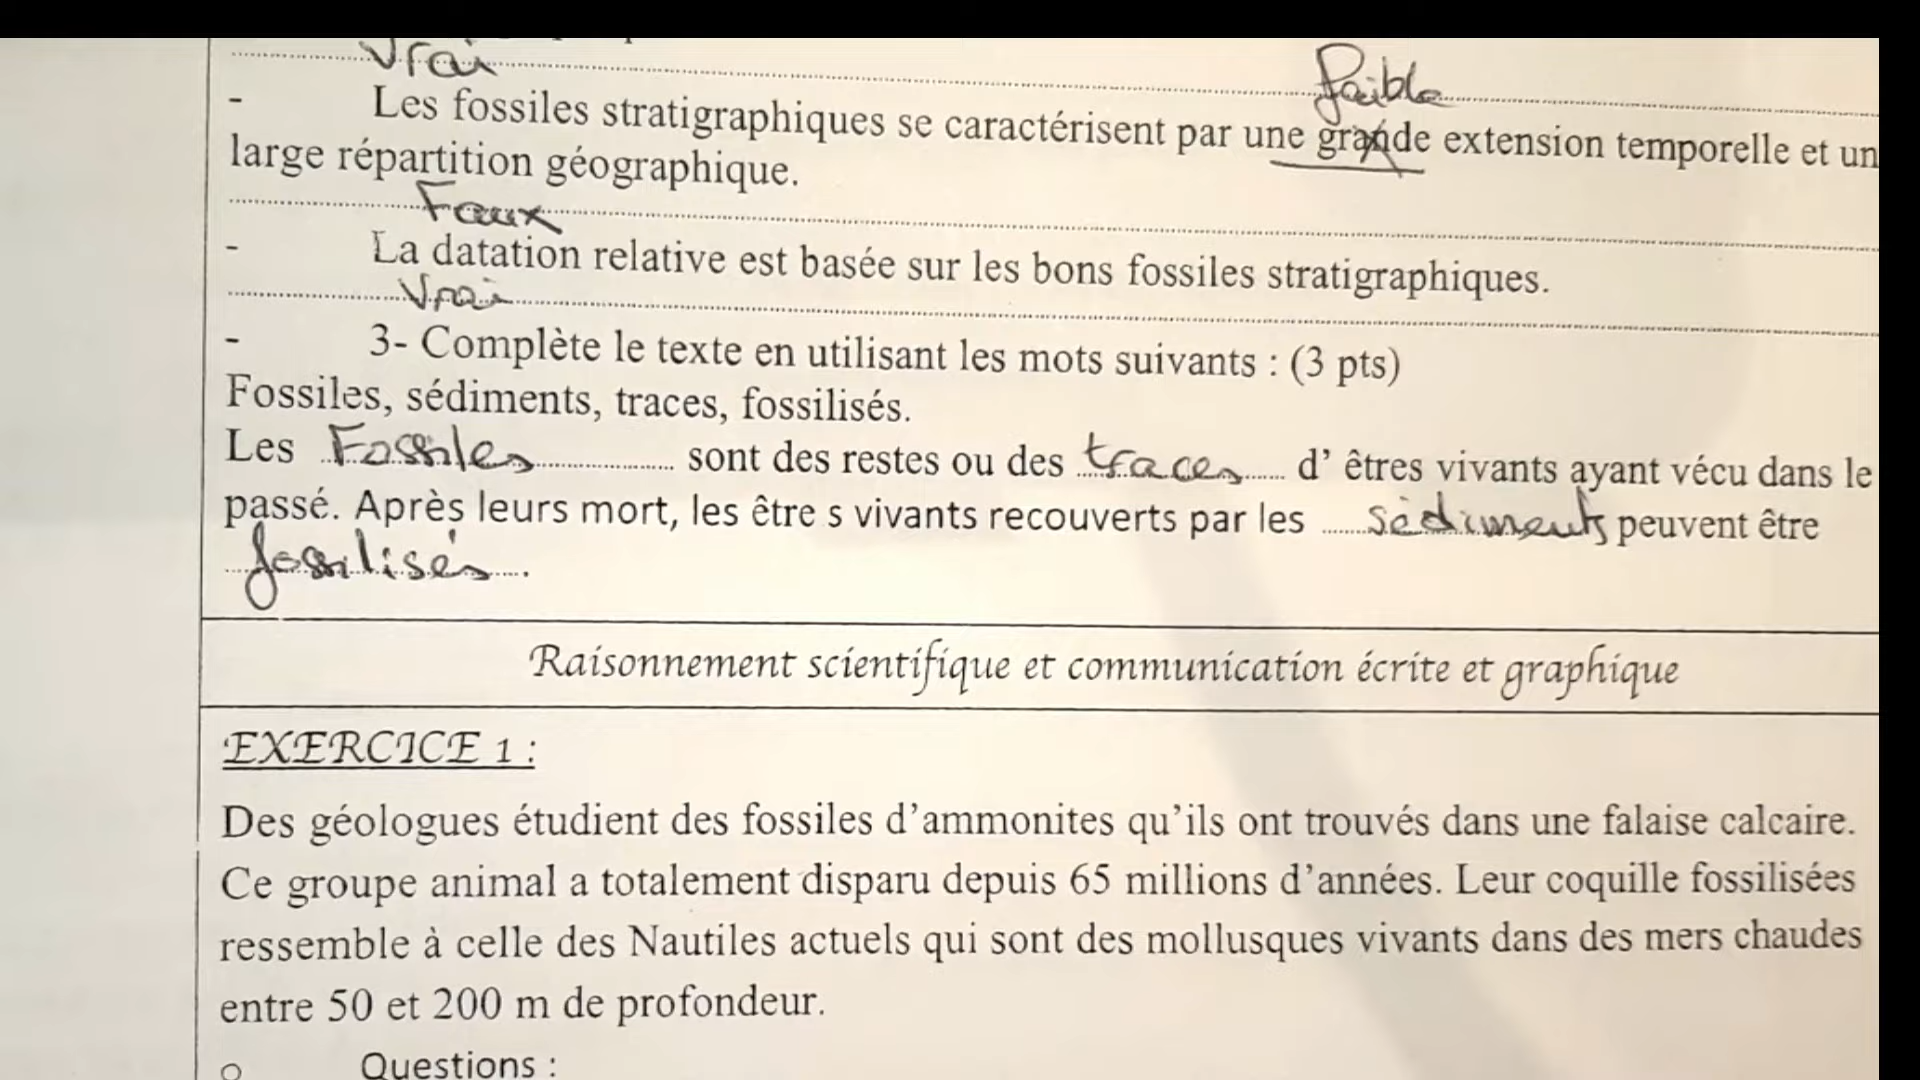 Vrai
faible
- Les fossiles stratigraphiques se caractérisent par une grande extension temporelle et un
large répartition géographique.
Faux
- La datation relative est basée sur les bons fossiles stratigraphiques.
Vrai
- 3- Complète le texte en utilisant les mots suivants : (3 pts)
Fossiles, sédiments, traces, fossilisés.
Les Fossiles sont des restes ou des traces d' êtres vivants ayant vécu dans le
passé. Après leurs mort, les être s vivants recouverts par les sédiments peuvent être
fossilisés.
Raisonnement scientifique et communication écrite et graphique
EXERCICE 1 :
Des géologues étudient des fossiles d'ammonites qu'ils ont trouvés dans une falaise calcaire.
Ce groupe animal a totalement disparu depuis 65 millions d'années. Leur coquille fossilisées
ressemble à celle des Nautiles actuels qui sont des mollusques vivants dans des mers chaudes
entre 50 et 200 m de profondeur.
o Questions :